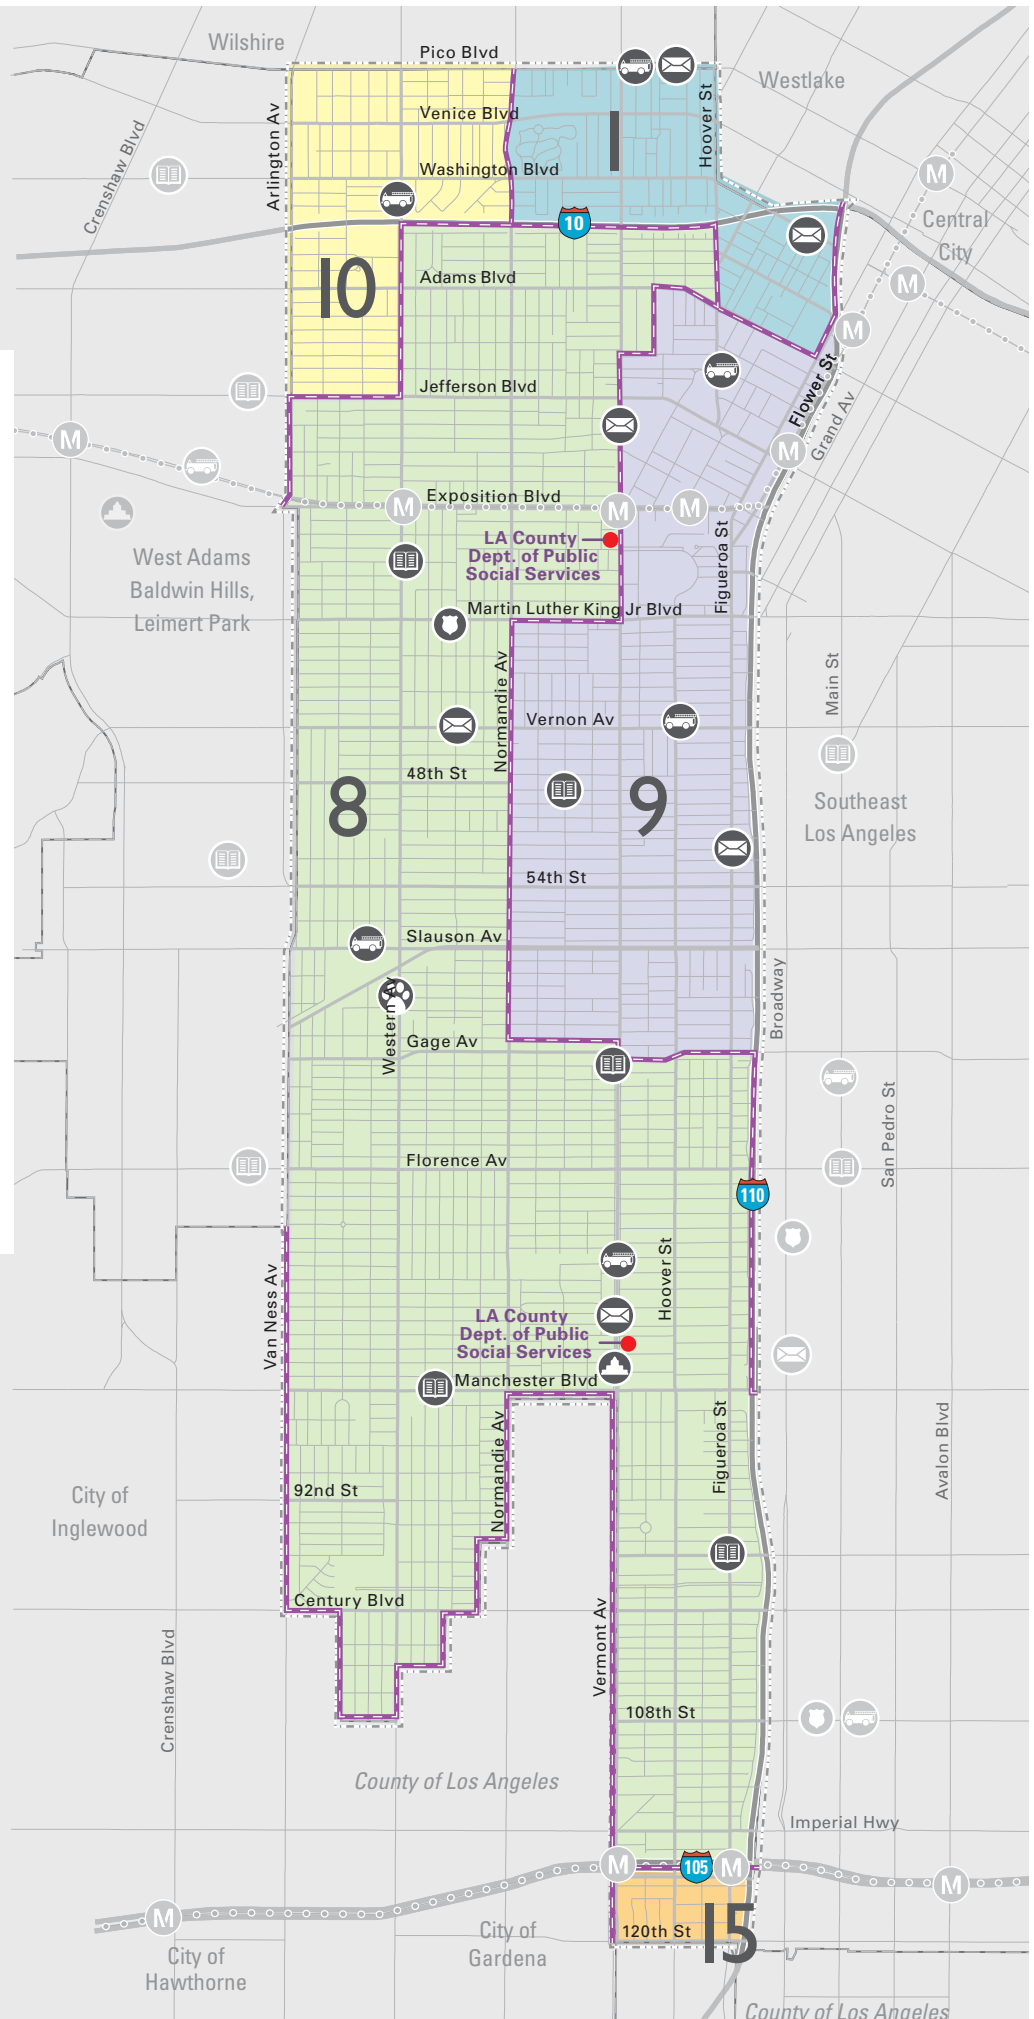 Wilshire
Pico Blvd
Westlake
Venice Blvd
Arlington Av
Hoover St
Crenshaw Blvd
1
Washington Blvd
M
10
Central
City
10
Adams Blvd
M
M
Jefferson Blvd
Flower St
Grand Av
M
M
Exposition Blvd
M
M
M
LA County
Dept. of Public
Social Services
Figueroa St
West Adams
Baldwin Hills,
Leimert Park
Martin Luther King Jr Blvd
Normandie Av
Main St
Vernon Av
48th St
8
9
Southeast
Los Angeles
54th St
Slauson Av
Broadway
Western Av
Gage Av
San Pedro St
Florence Av
110
Hoover St
Van Ness Av
LA County
Dept. of Public
Social Services
Manchester Blvd
Normandie Av
Figueroa St
Avalon Blvd
City of
Inglewood
92nd St
Century Blvd
Vermont Av
Crenshaw Blvd
108th St
County of Los Angeles
Imperial Hwy
M
105
M
M
M
15
120th St
City of
Gardena
City of
Hawthorne
County of Los Angeles